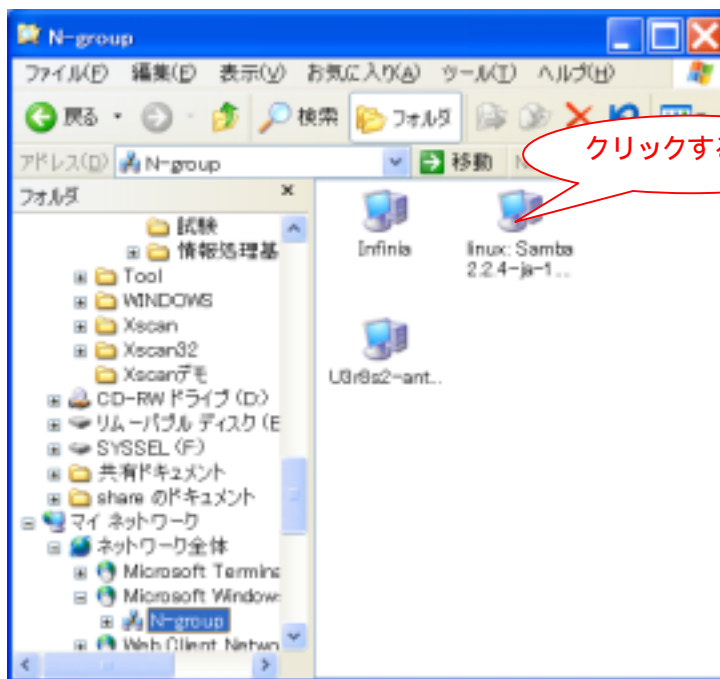 N-group
ファイル(F) 編集(E) 表示(V) お気に入り(A) ツール(T) ヘルプ(H)
戻る 検索 フォルダ
アドレス(D) N-group 移動
クリックする
フォルダ ×
試験
情報処理基
Tool
WINDOWS
Xscan
Xscan32
Xscanデモ
CD-RW ドライブ (D:)
リムーバブル ディスク (E
SYSSEL (F:)
共有ドキュメント
share のドキュメント
マイ ネットワーク
ネットワーク全体
Microsoft Termina
Microsoft Window
N-group
Web Client Netwo
Infinia
linux: Samba
2.2.4-ja-1...
U3r8s2-ant...